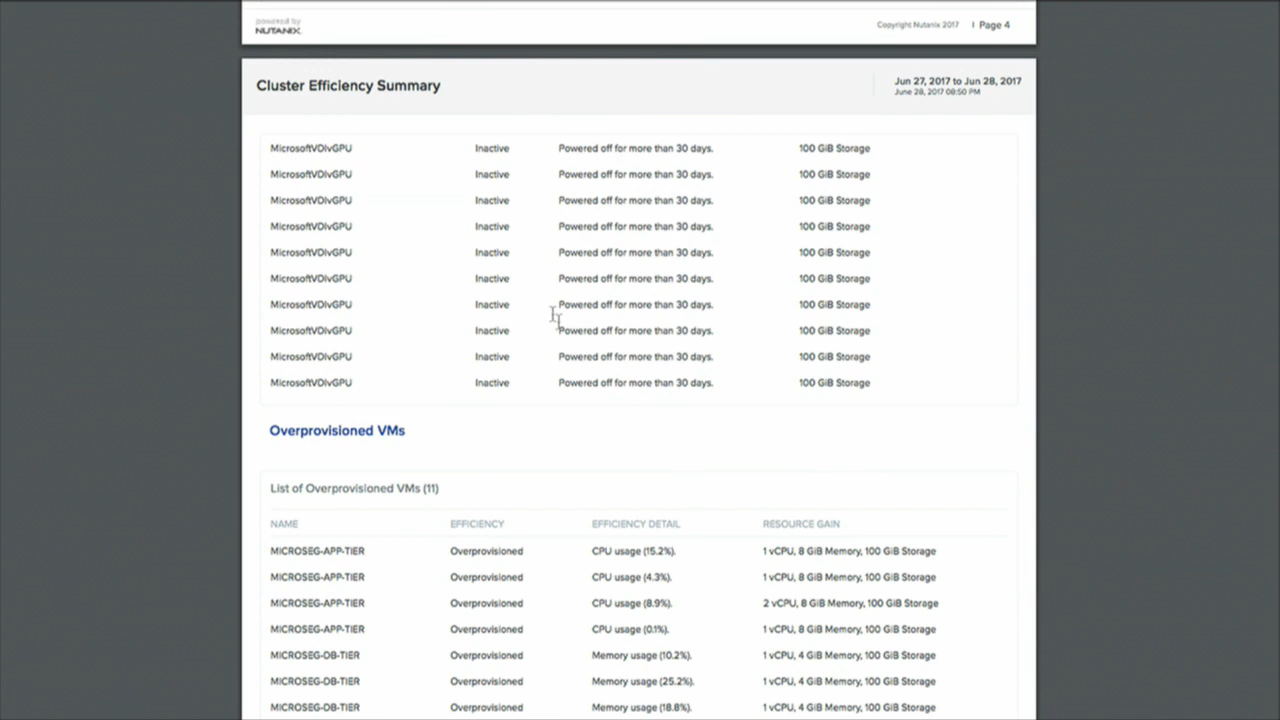 powered by
NUTANIX.
Copyright Nutanix 2017 | Page 4
Cluster Efficiency Summary
Jun 27, 2017 to Jun 28, 2017
June 28, 2017 08:50 PM
MicrosoftVDIvGPU Inactive Powered off for more than 30 days. 100 GiB Storage
MicrosoftVDIvGPU Inactive Powered off for more than 30 days. 100 GiB Storage
MicrosoftVDIvGPU Inactive Powered off for more than 30 days. 100 GiB Storage
MicrosoftVDIvGPU Inactive Powered off for more than 30 days. 100 GiB Storage
MicrosoftVDIvGPU Inactive Powered off for more than 30 days. 100 GiB Storage
MicrosoftVDIvGPU Inactive Powered off for more than 30 days. 100 GiB Storage
MicrosoftVDIvGPU Inactive Powered off for more than 30 days. 100 GiB Storage
MicrosoftVDIvGPU Inactive Powered off for more than 30 days. 100 GiB Storage
MicrosoftVDIvGPU Inactive Powered off for more than 30 days. 100 GiB Storage
MicrosoftVDIvGPU Inactive Powered off for more than 30 days. 100 GiB Storage
Overprovisioned VMs
List of Overprovisioned VMs (11)
NAME EFFICIENCY EFFICIENCY DETAIL RESOURCE GAIN
MICROSEG-APP-TIER Overprovisioned CPU usage (15.2%). 1 vCPU, 8 GiB Memory, 100 GiB Storage
MICROSEG-APP-TIER Overprovisioned CPU usage (4.3%). 1 vCPU, 8 GiB Memory, 100 GiB Storage
MICROSEG-APP-TIER Overprovisioned CPU usage (8.9%). 2 vCPU, 8 GiB Memory, 100 GiB Storage
MICROSEG-APP-TIER Overprovisioned CPU usage (0.1%). 1 vCPU, 8 GiB Memory, 100 GiB Storage
MICROSEG-DB-TIER Overprovisioned Memory usage (10.2%). 1 vCPU, 4 GiB Memory, 100 GiB Storage
MICROSEG-DB-TIER Overprovisioned Memory usage (25.2%). 1 vCPU, 4 GiB Memory, 100 GiB Storage
MICROSEG-DB-TIER Overprovisioned Memory usage (18.8%). 1 vCPU, 4 GiB Memory, 100 GiB Storage